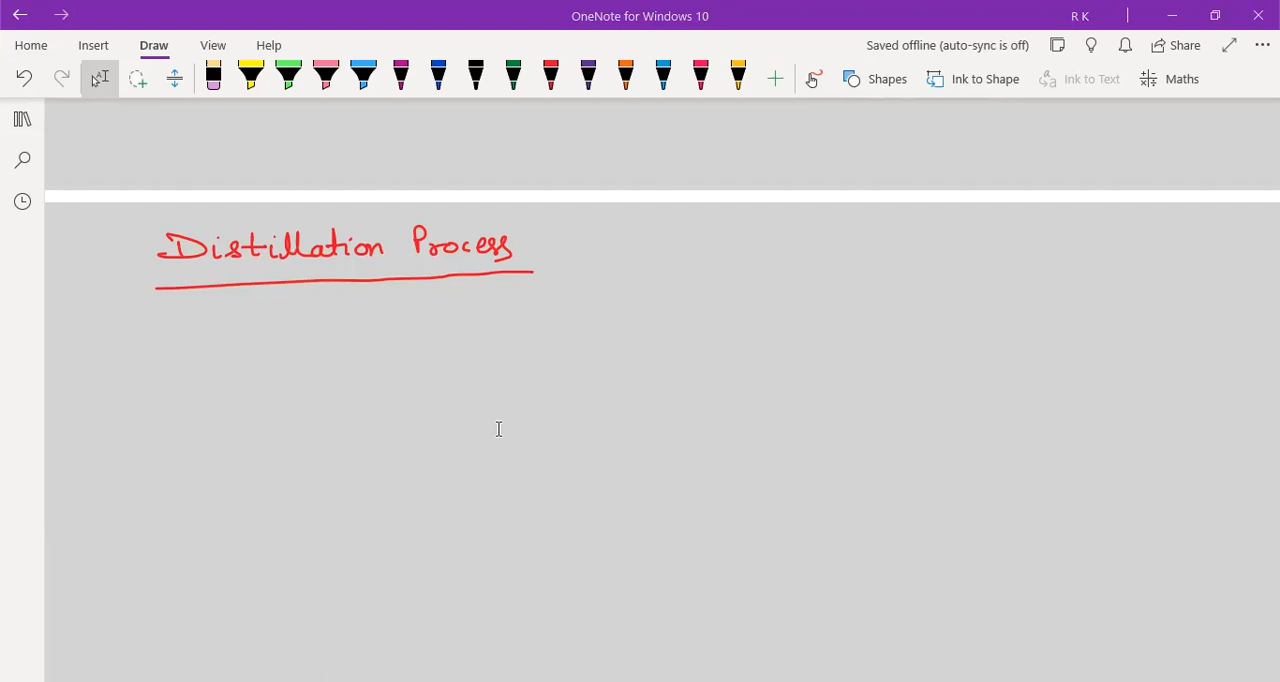 OneNote for Windows 10
R K
Home Insert Draw View Help
Saved offline (auto-sync is off) Share
Shapes Ink to Shape Ink to Text Maths
Distillation Process